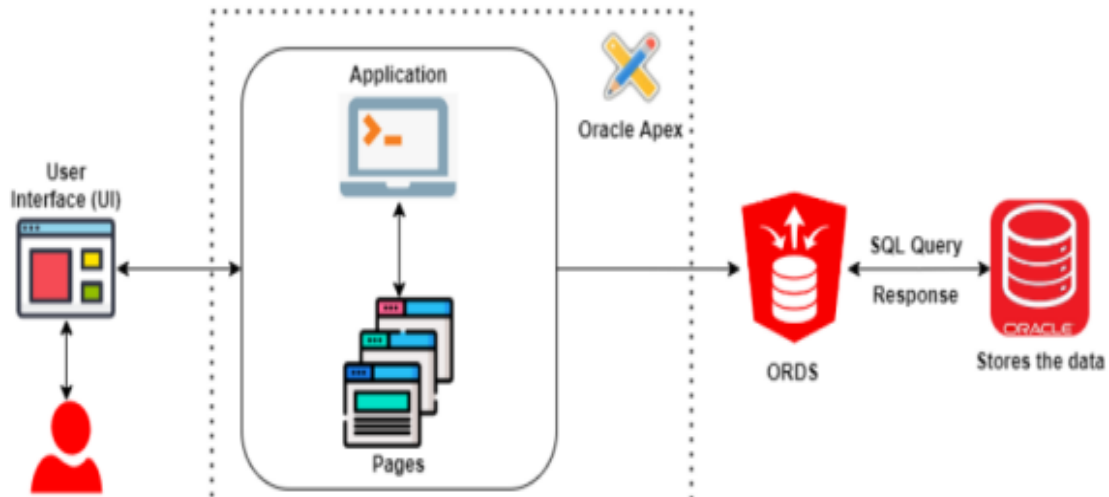 Application
Oracle Apex
User
Interface (UI)
SQL Query
Response
ORACLE
ORDS
Stores the data
Pages